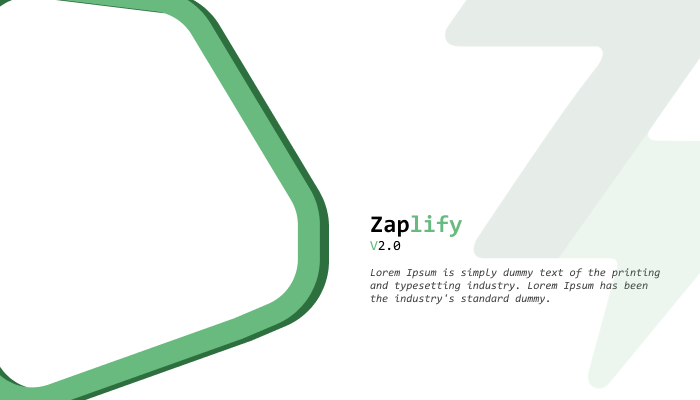 Zaplify
V2.0
Lorem Ipsum is simply dummy text of the printing
and typesetting industry. Lorem Ipsum has been
the industry's standard dummy.